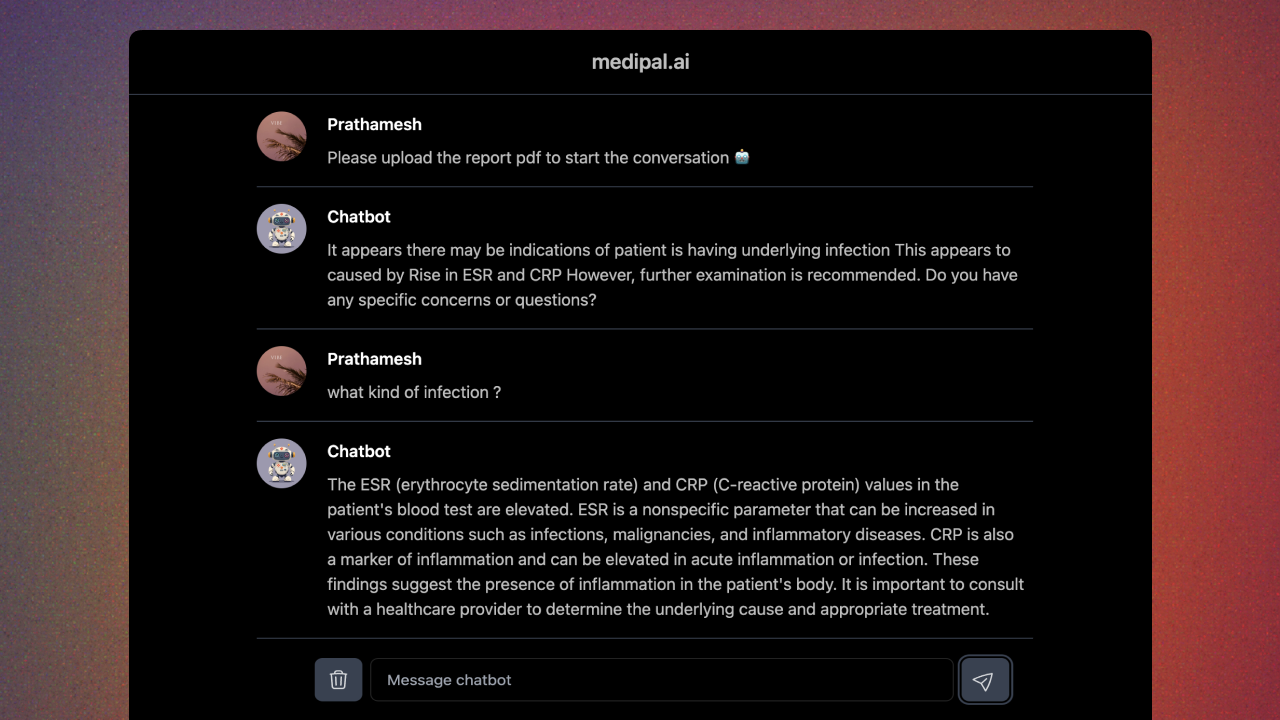 medipal.ai
Prathamesh
Please upload the report pdf to start the conversation 🤖
Chatbot
It appears there may be indications of patient is having underlying infection This appears to
caused by Rise in ESR and CRP However, further examination is recommended. Do you have
any specific concerns or questions?
Prathamesh
what kind of infection ?
Chatbot
The ESR (erythrocyte sedimentation rate) and CRP (C-reactive protein) values in the
patient's blood test are elevated. ESR is a nonspecific parameter that can be increased in
various conditions such as infections, malignancies, and inflammatory diseases. CRP is also
a marker of inflammation and can be elevated in acute inflammation or infection. These
findings suggest the presence of inflammation in the patient's body. It is important to consult
with a healthcare provider to determine the underlying cause and appropriate treatment.
Message chatbot